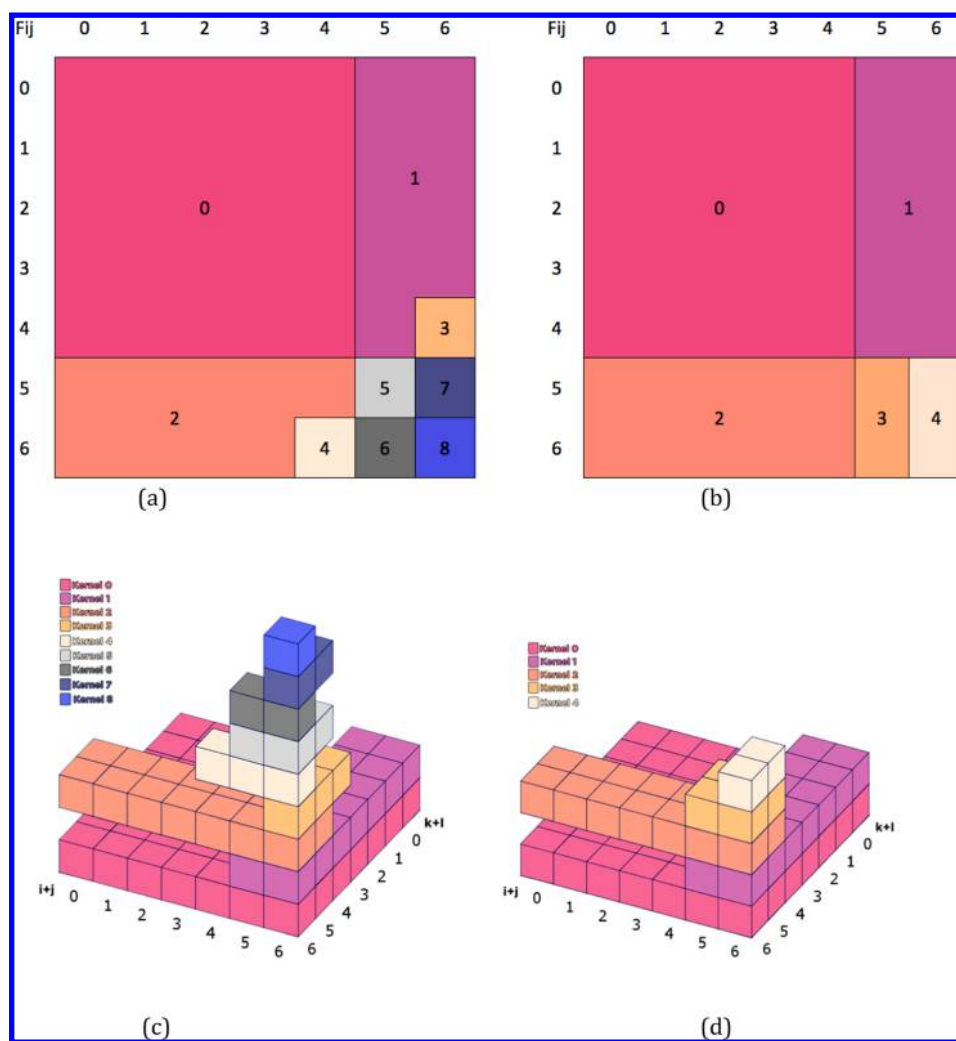 Fij 0 1 2 3 4 5 6
0
1
2
3
4
5
6
0
1
2
3
4
5
6
7
8
(a)
Fij 0 1 2 3 4 5 6
0
1
2
3
4
5
6
0
1
2
3
4
(b)
Kernel 0
Kernel 1
Kernel 2
Kernel 3
Kernel 4
Kernel 5
Kernel 6
Kernel 7
Kernel 8
i+j 0 1 2 3 4 5 6
6 5 4 3 2 1 0 k+l
(c)
Kernel 0
Kernel 1
Kernel 2
Kernel 3
Kernel 4
i+j 0 1 2 3 4 5 6
6 5 4 3 2 1 0 k+l
(d)